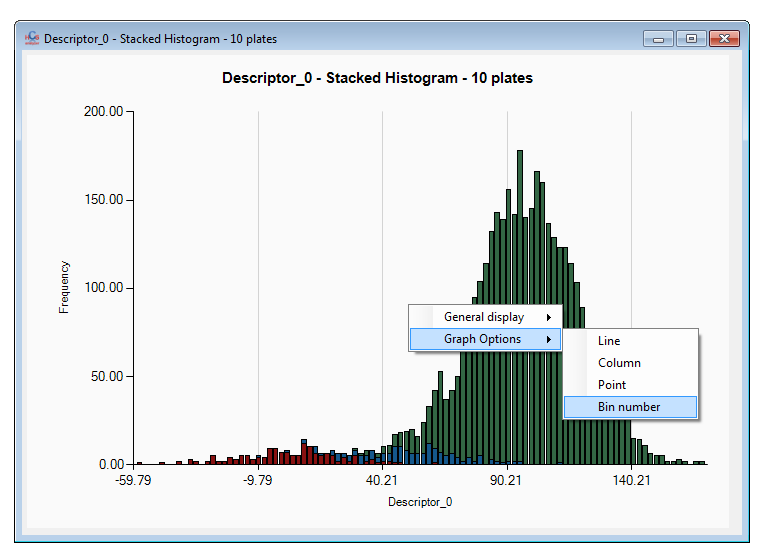 Descriptor_0 - Stacked Histogram - 10 plates
Descriptor_0 - Stacked Histogram - 10 plates
200.00
150.00
100.00
50.00
0.00
Frequency
General display
Graph Options
Line
Column
Point
Bin number
-59.79 -9.79 40.21 90.21 140.21
Descriptor_0